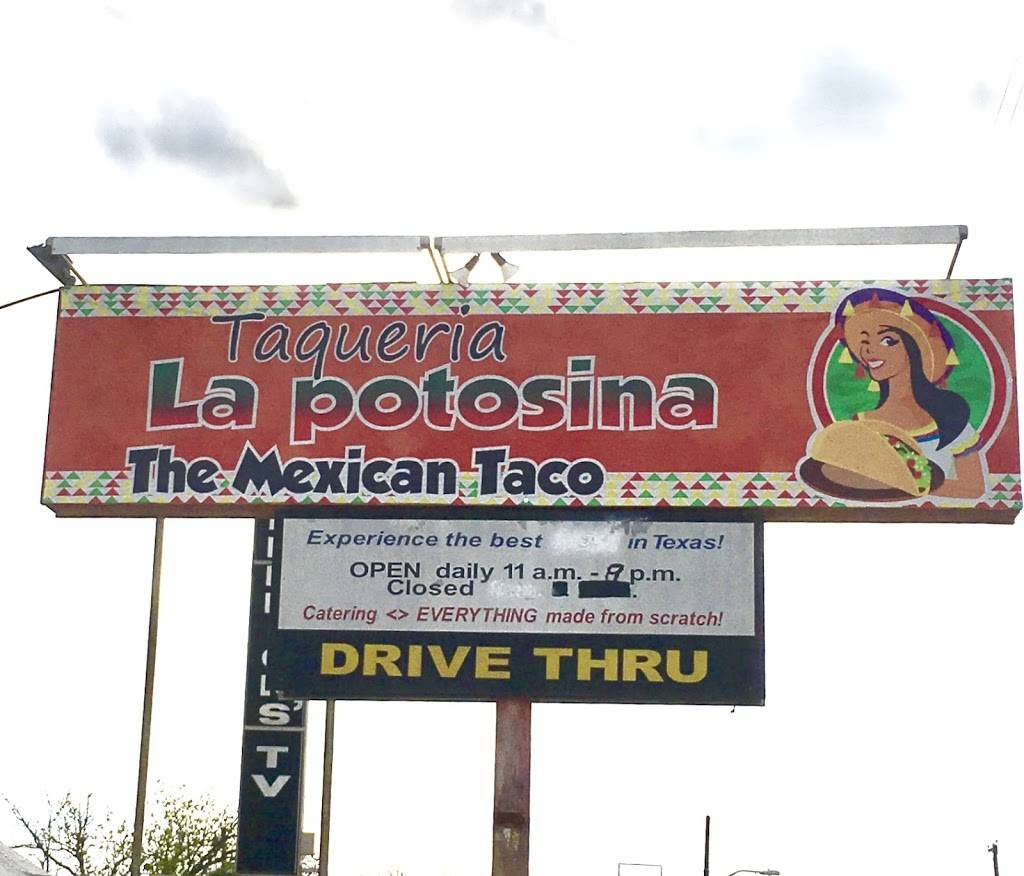 Taqueria
La potosina
The Mexican Taco
Experience the best in Texas!
OPEN daily 11 a.m. - 9 p.m.
Closed
Catering <> EVERYTHING made from scratch!
DRIVE THRU
S'
TV